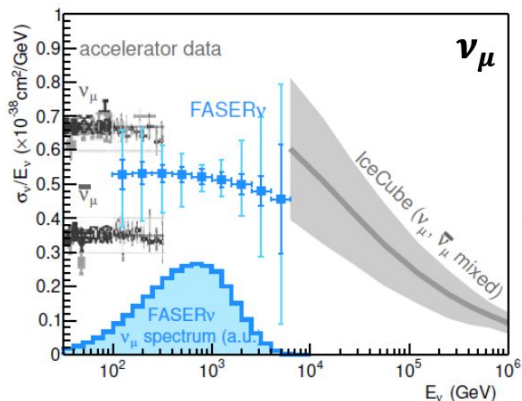 accelerator data
ν_μ
ν_μ
FASERν
ν̄_μ
IceCube (ν_μ, ν̄_μ mixed)
FASERν
ν_μ spectrum (a.u.)
σ_ν/E_ν (×10⁻³⁸cm²/GeV)
1
0.9
0.8
0.7
0.6
0.5
0.4
0.3
0.2
0.1
0
10²
10³
10⁴
10⁵
10⁶
E_ν (GeV)